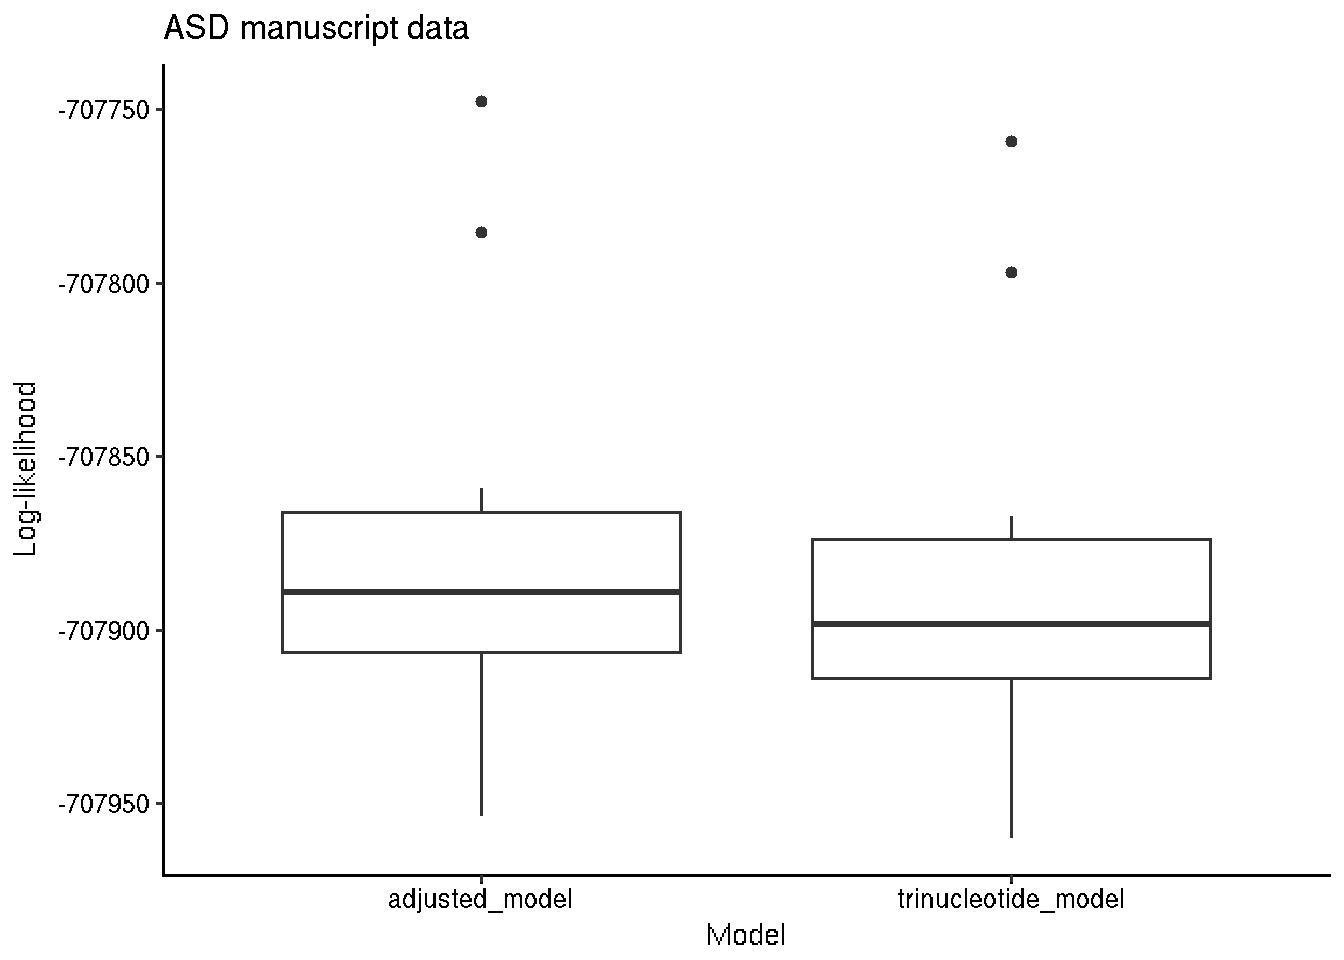 ASD manuscript data
Log-likelihood
-707750
-707800
-707850
-707900
-707950
adjusted_model
trinucleotide_model
Model